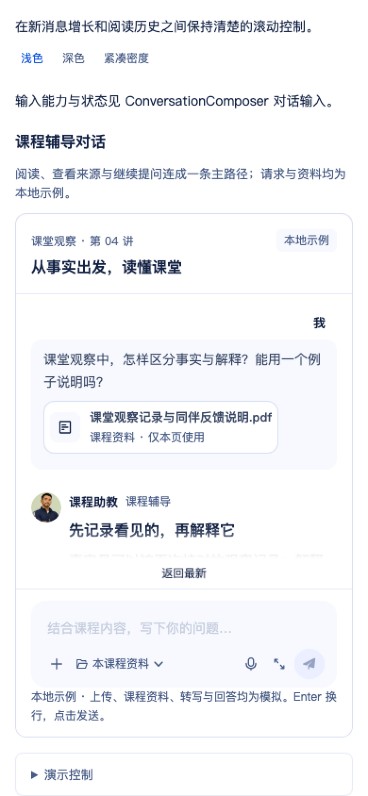 在新消息增长和阅读历史之间保持清楚的滚动控制。
浅色 深色 紧凑密度
输入能力与状态见 ConversationComposer 对话输入。
课程辅导对话
阅读、查看来源与继续提问连成一条主路径；请求与资料均为
本地示例。
课堂观察 · 第 04 讲
本地示例
从事实出发，读懂课堂
我
课堂观察中，怎样区分事实与解释？能用一个例
子说明吗？
课堂观察记录与同伴反馈说明.pdf
课程资料 · 仅本页使用
课程助教 课程辅导
先记录看见的，再解释它
返回最新
结合课程内容，写下你的问题...
本课程资料
本地示例 · 上传、课程资料、转写与回答均为模拟。Enter 换
行，点击发送。
演示控制